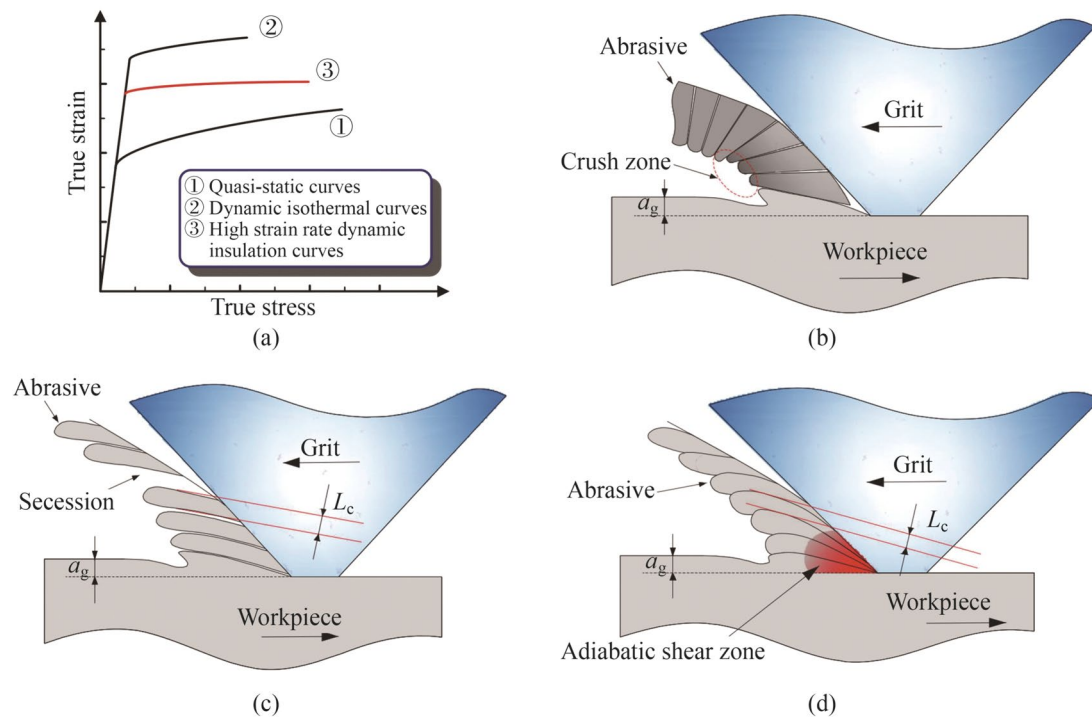 ②
③
①
True strain
① Quasi-static curves
② Dynamic isothermal curves
③ High strain rate dynamic
insulation curves
True stress
(a)
Abrasive
Grit
Crush zone
ag
Workpiece
(b)
Abrasive
Grit
Secession
Lc
ag
Workpiece
(c)
Grit
Abrasive
Lc
ag
Workpiece
Adiabatic shear zone
(d)